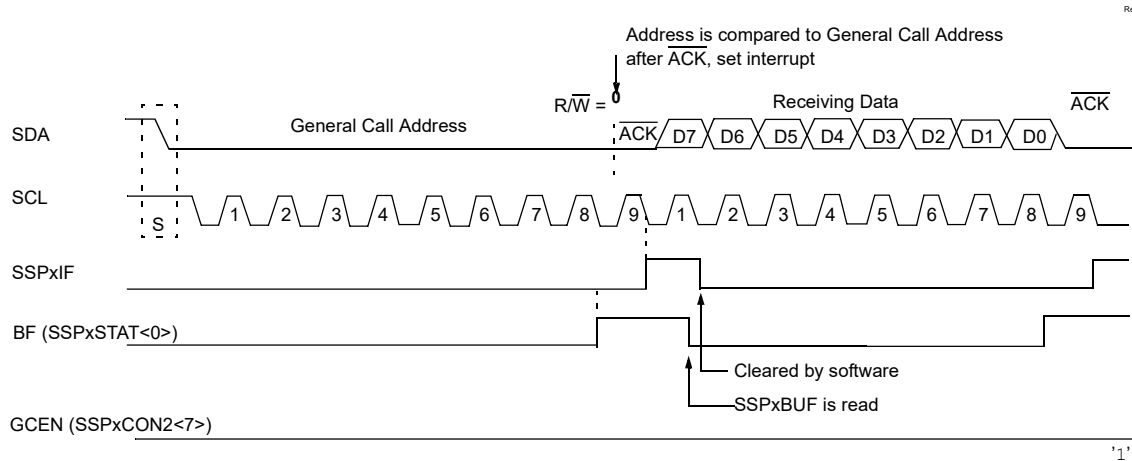 Re
Address is compared to General Call Address
after ACK, set interrupt
R/W = 0
Receiving Data
ACK
SDA
General Call Address
ACK D7 D6 D5 D4 D3 D2 D1 D0
SCL
S
1 2 3 4 5 6 7 8 9 1 2 3 4 5 6 7 8 9
SSPxIF
BF (SSPxSTAT<0>)
Cleared by software
SSPxBUF is read
GCEN (SSPxCON2<7>)
'1'